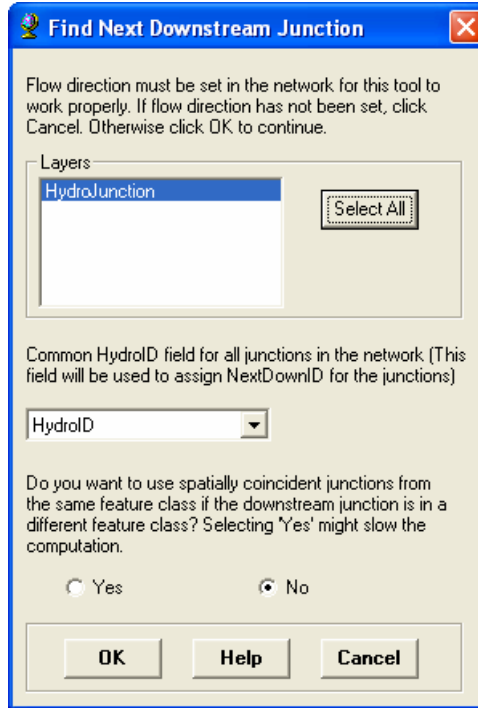 Find Next Downstream Junction
Flow direction must be set in the network for this tool to
work properly. If flow direction has not been set, click
Cancel. Otherwise click OK to continue.
Layers
HydroJunction
Select All
Common HydroID field for all junctions in the network (This
field will be used to assign NextDownID for the junctions)
HydroID
Do you want to use spatially coincident junctions from
the same feature class if the downstream junction is in a
different feature class? Selecting 'Yes' might slow the
computation.
Yes
No
OK
Help
Cancel